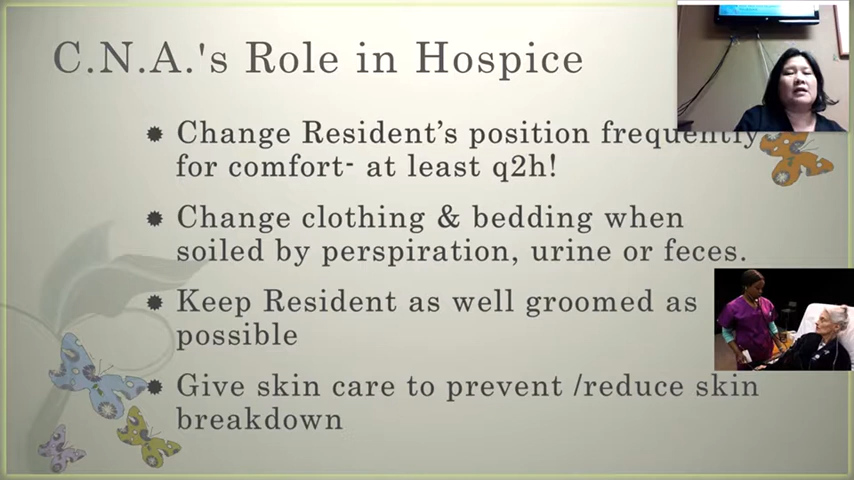 C.N.A.'s Role in Hospice
Change Resident's position frequently
for comfort- at least q2h!
Change clothing & bedding when
soiled by perspiration, urine or feces.
Keep Resident as well groomed as
possible
Give skin care to prevent /reduce skin
breakdown